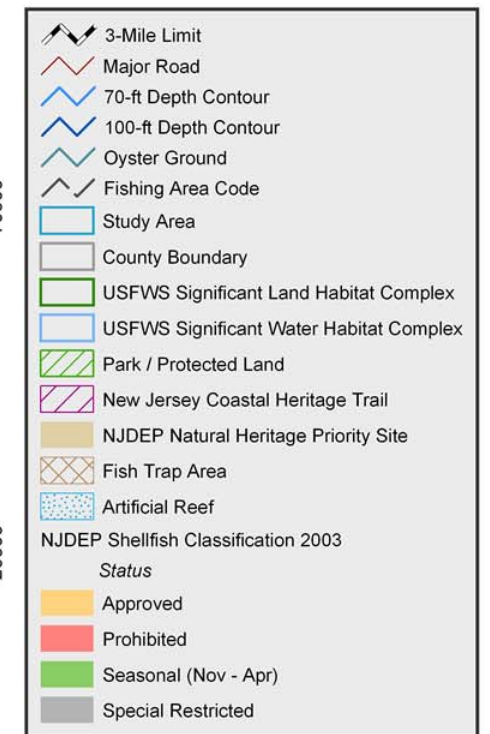 3-Mile Limit
Major Road
70-ft Depth Contour
100-ft Depth Contour
Oyster Ground
Fishing Area Code
Study Area
County Boundary
USFWS Significant Land Habitat Complex
USFWS Significant Water Habitat Complex
Park / Protected Land
New Jersey Coastal Heritage Trail
NJDEP Natural Heritage Priority Site
Fish Trap Area
Artificial Reef
NJDEP Shellfish Classification 2003
Status
Approved
Prohibited
Seasonal (Nov - Apr)
Special Restricted